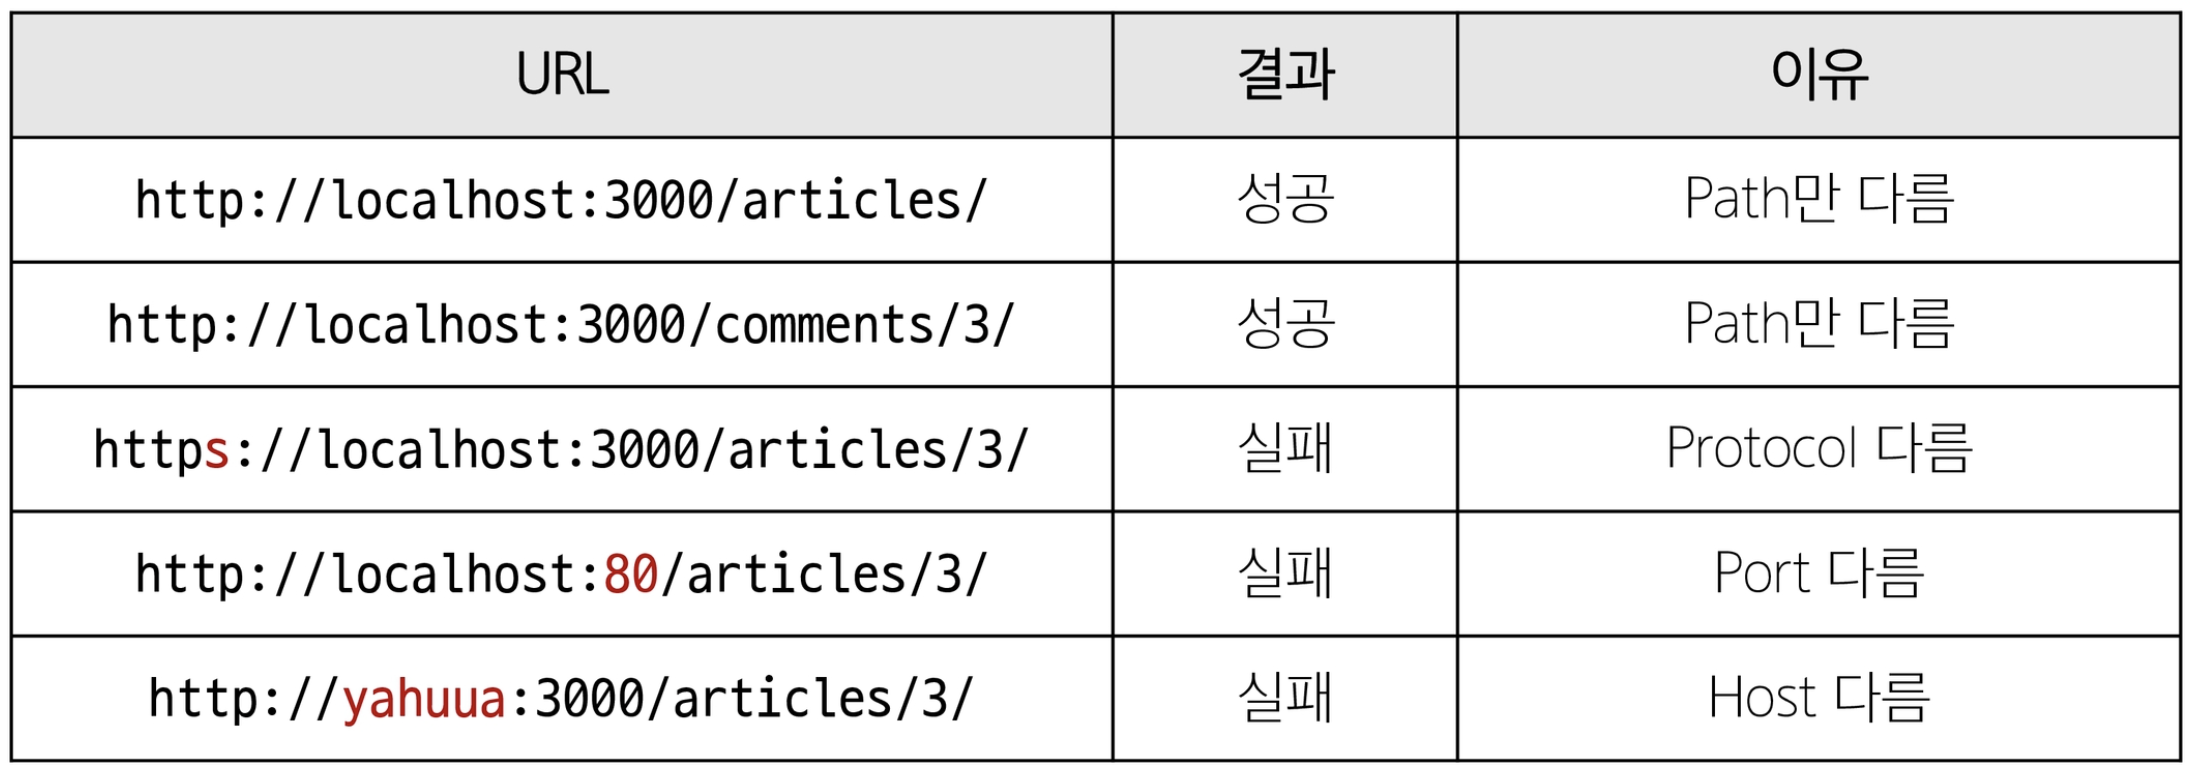 URL 결과 이유
http://localhost:3000/articles/ 성공 Path만 다름
http://localhost:3000/comments/3/ 성공 Path만 다름
https://localhost:3000/articles/3/ 실패 Protocol 다름
http://localhost:80/articles/3/ 실패 Port 다름
http://yahuua:3000/articles/3/ 실패 Host 다름